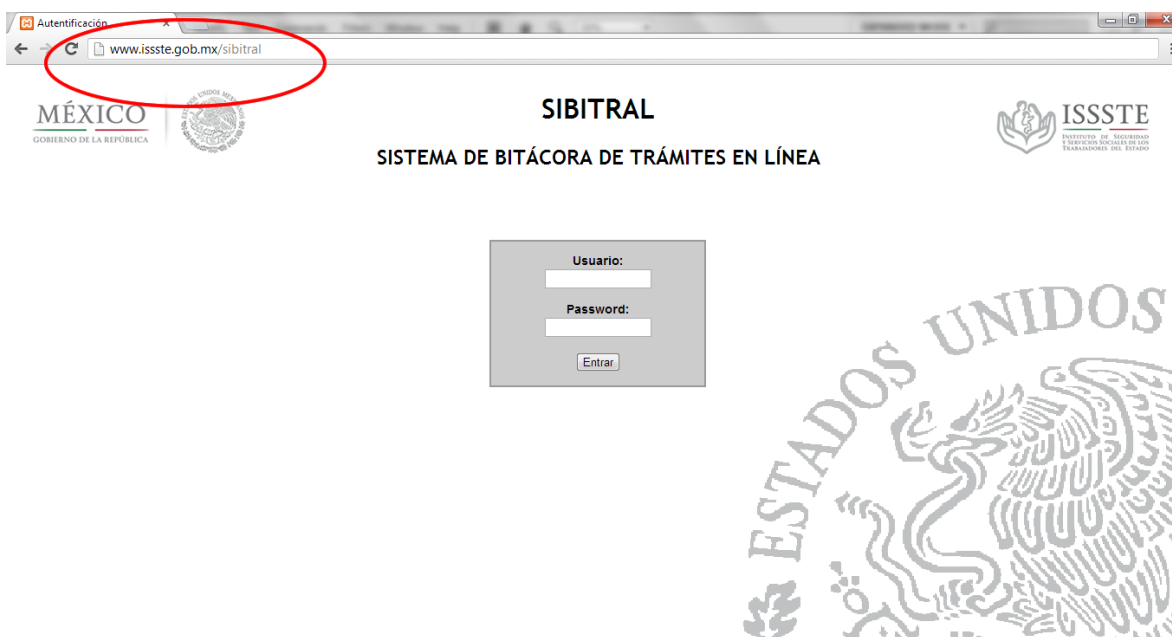 Autentificación
www.issste.gob.mx/sibitral
MÉXICO
GOBIERNO DE LA REPÚBLICA
SIBITRAL
SISTEMA DE BITÁCORA DE TRÁMITES EN LÍNEA
ISSSTE
INSTITUTO DE SEGURIDAD
Y SERVICIOS SOCIALES DE LOS
TRABAJADORES DEL ESTADO
Usuario:
Password:
Entrar
ESTADOS UNIDOS